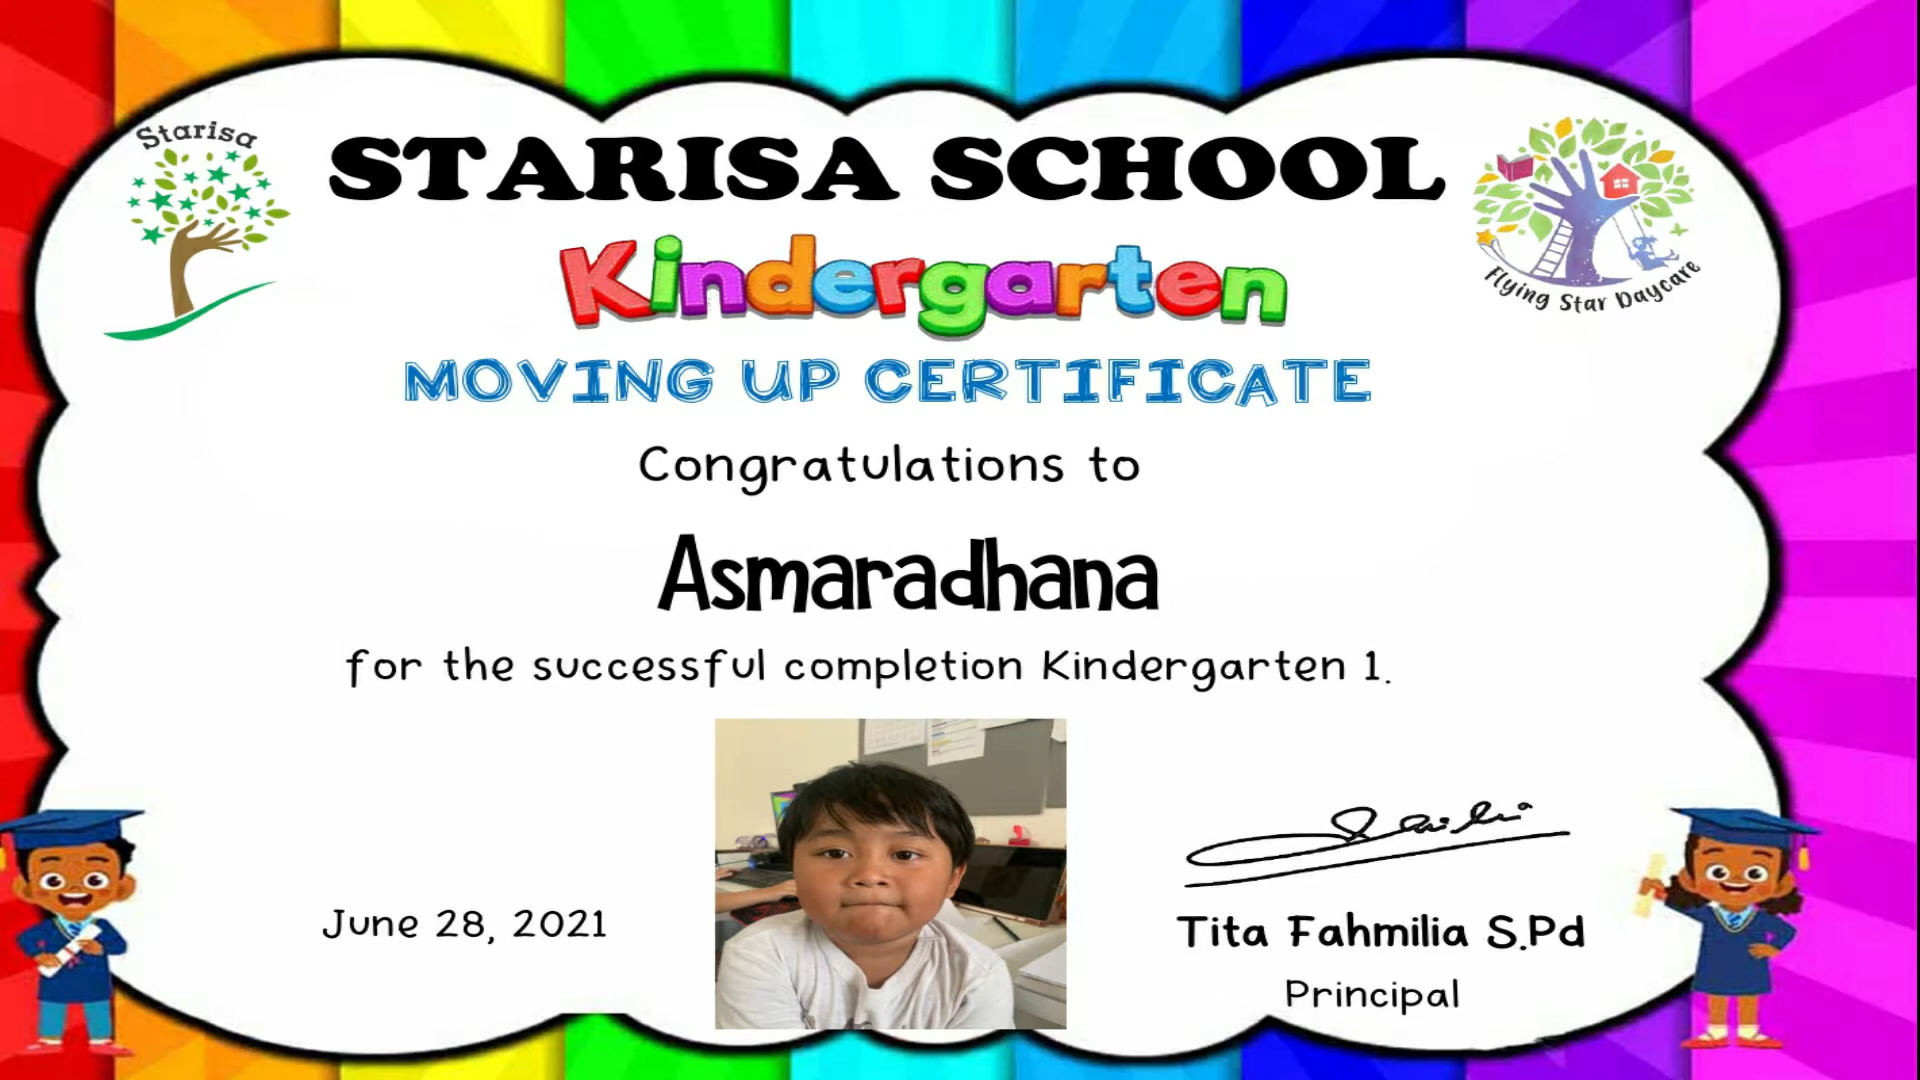 Starisa
STARISA SCHOOL
Kindergarten
Flying Star Daycare
MOVING UP CERTIFICATE
Congratulations to
Asmaradhana
for the successful completion Kindergarten 1.
June 28, 2021
Tita Fahmilia S.Pd
Principal